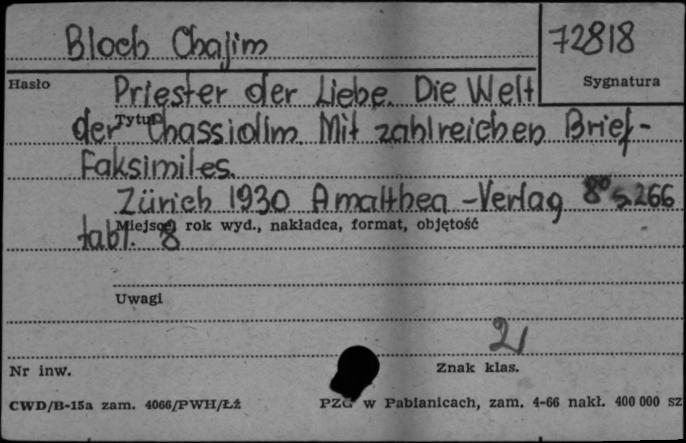 Bloch Chajim
72818
Hasło
Sygnatura
Priester der Liebe. Die Welt
Tytuł
der Chassidim. Mit zahlreichen Brief-
Faksimiles.
Zürich 1930 Amalthea-Verlag 8° s. 266
Miejsce, rok wyd., nakładca, format, objętość
tabl. 8
Uwagi
21
Nr inw.
Znak klas.
CWD/B-15a zam. 4066/PWH/Łź
PZG w Pabianicach, zam. 4-66 nakł. 400 000 sz